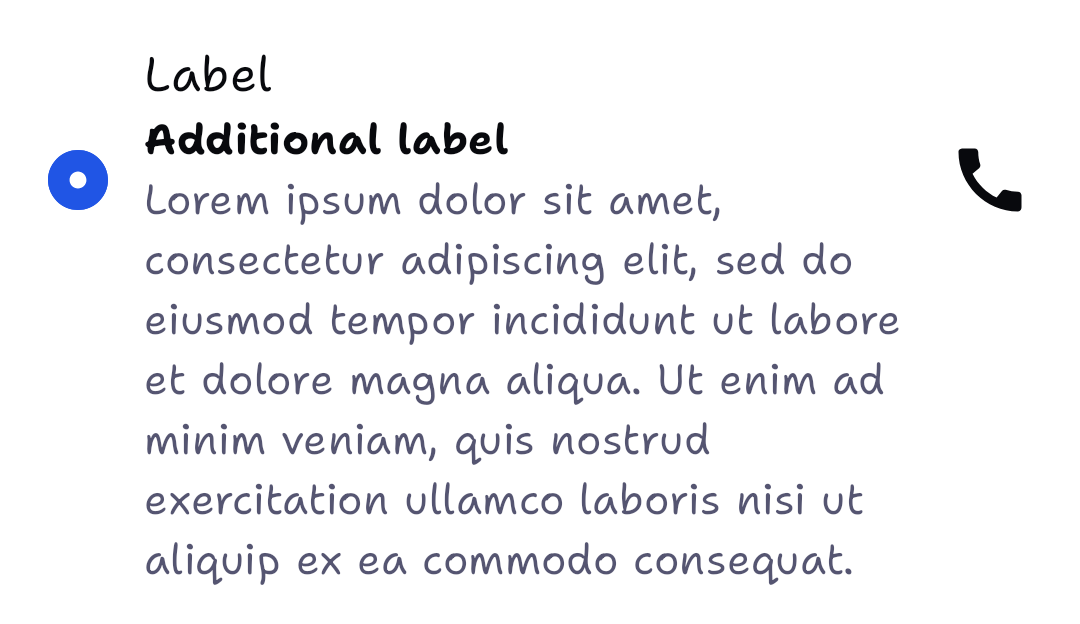 Label
Additional label
Lorem ipsum dolor sit amet,
consectetur adipiscing elit, sed do
eiusmod tempor incididunt ut labore
et dolore magna aliqua. Ut enim ad
minim veniam, quis nostrud
exercitation ullamco laboris nisi ut
aliquip ex ea commodo consequat.